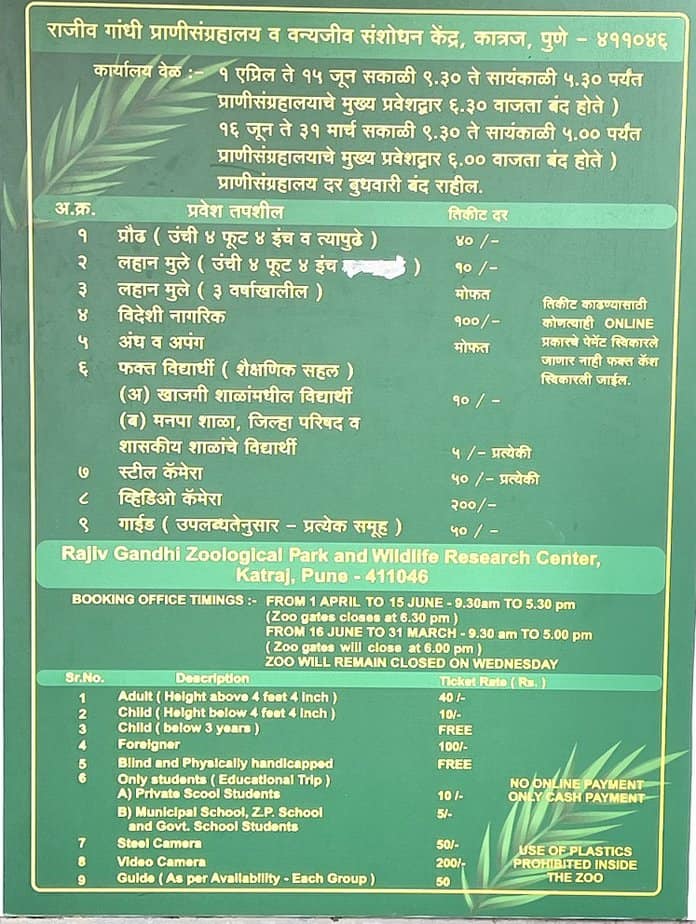 राजीव गांधी प्राणीसंग्रहालय व वन्यजीव संशोधन केंद्र, कात्रज, पुणे - ४११०४६
कार्यालय वेळ :- १ एप्रिल ते १५ जून सकाळी ९.३० ते सायंकाळी ५.३० पर्यंत
प्राणीसंग्रहालयाचे मुख्य प्रवेशद्वार ६.३० वाजता बंद होते )
१६ जून ते ३१ मार्च सकाळी ९.३० ते सायंकाळी ५.०० पर्यंत
प्राणीसंग्रहालयाचे मुख्य प्रवेशद्वार ६.०० वाजता बंद होते )
प्राणीसंग्रहालय दर बुधवारी बंद राहील.
अ.क्र. प्रवेश तपशील तिकीट दर
१ प्रौढ ( उंची ४ फूट ४ इंच व त्यापुढे ) ४० /-
२ लहान मुले ( उंची ४ फूट ४ इंच ) १० /-
३ लहान मुले ( ३ वर्षाखालील ) मोफत
४ विदेशी नागरिक १००/-
५ अंध व अपंग मोफत
तिकीट काढण्यासाठी
कोणत्याही ONLINE
प्रकारचे पेमेंट स्विकारले
जाणार नाही फक्त कॅश
स्विकारली जाईल.
६ फक्त विद्यार्थी ( शैक्षणिक सहल )
(अ) खाजगी शाळांमधील विद्यार्थी १० / -
(ब) मनपा शाळा, जिल्हा परिषद व
शासकीय शाळांचे विद्यार्थी ५ /- प्रत्येकी
७ स्टील कॅमेरा ५० /- प्रत्येकी
८ व्हिडिओ कॅमेरा २००/-
९ गाईड ( उपलब्धतेनुसार - प्रत्येक समूह ) ५० / -
Rajiv Gandhi Zoological Park and Wildlife Research Center,
Katraj, Pune - 411046
BOOKING OFFICE TIMINGS :- FROM 1 APRIL TO 15 JUNE - 9.30am TO 5.30 pm
(Zoo gates closes at 6.30 pm )
FROM 16 JUNE TO 31 MARCH - 9.30 am TO 5.00 pm
( Zoo gates will close at 6.00 pm )
ZOO WILL REMAIN CLOSED ON WEDNESDAY
Sr.No. Description Ticket Rate ( Rs. )
1 Adult ( Height above 4 feet 4 inch ) 40 /-
2 Child ( Height below 4 feet 4 inch ) 10/-
3 Child ( below 3 years ) FREE
4 Foreigner 100/-
5 Blind and Physically handicapped FREE
6 Only students ( Educational Trip )
A) Private Scool Students 10 /-
B) Municipal School, Z.P. School 5/-
and Govt. School Students
7 Steel Camera 50/-
8 Video Camera 200/-
9 Guide ( As per Availability - Each Group ) 50
NO ONLINE PAYMENT
ONLY CASH PAYMENT
USE OF PLASTICS
PROHIBITED INSIDE
THE ZOO